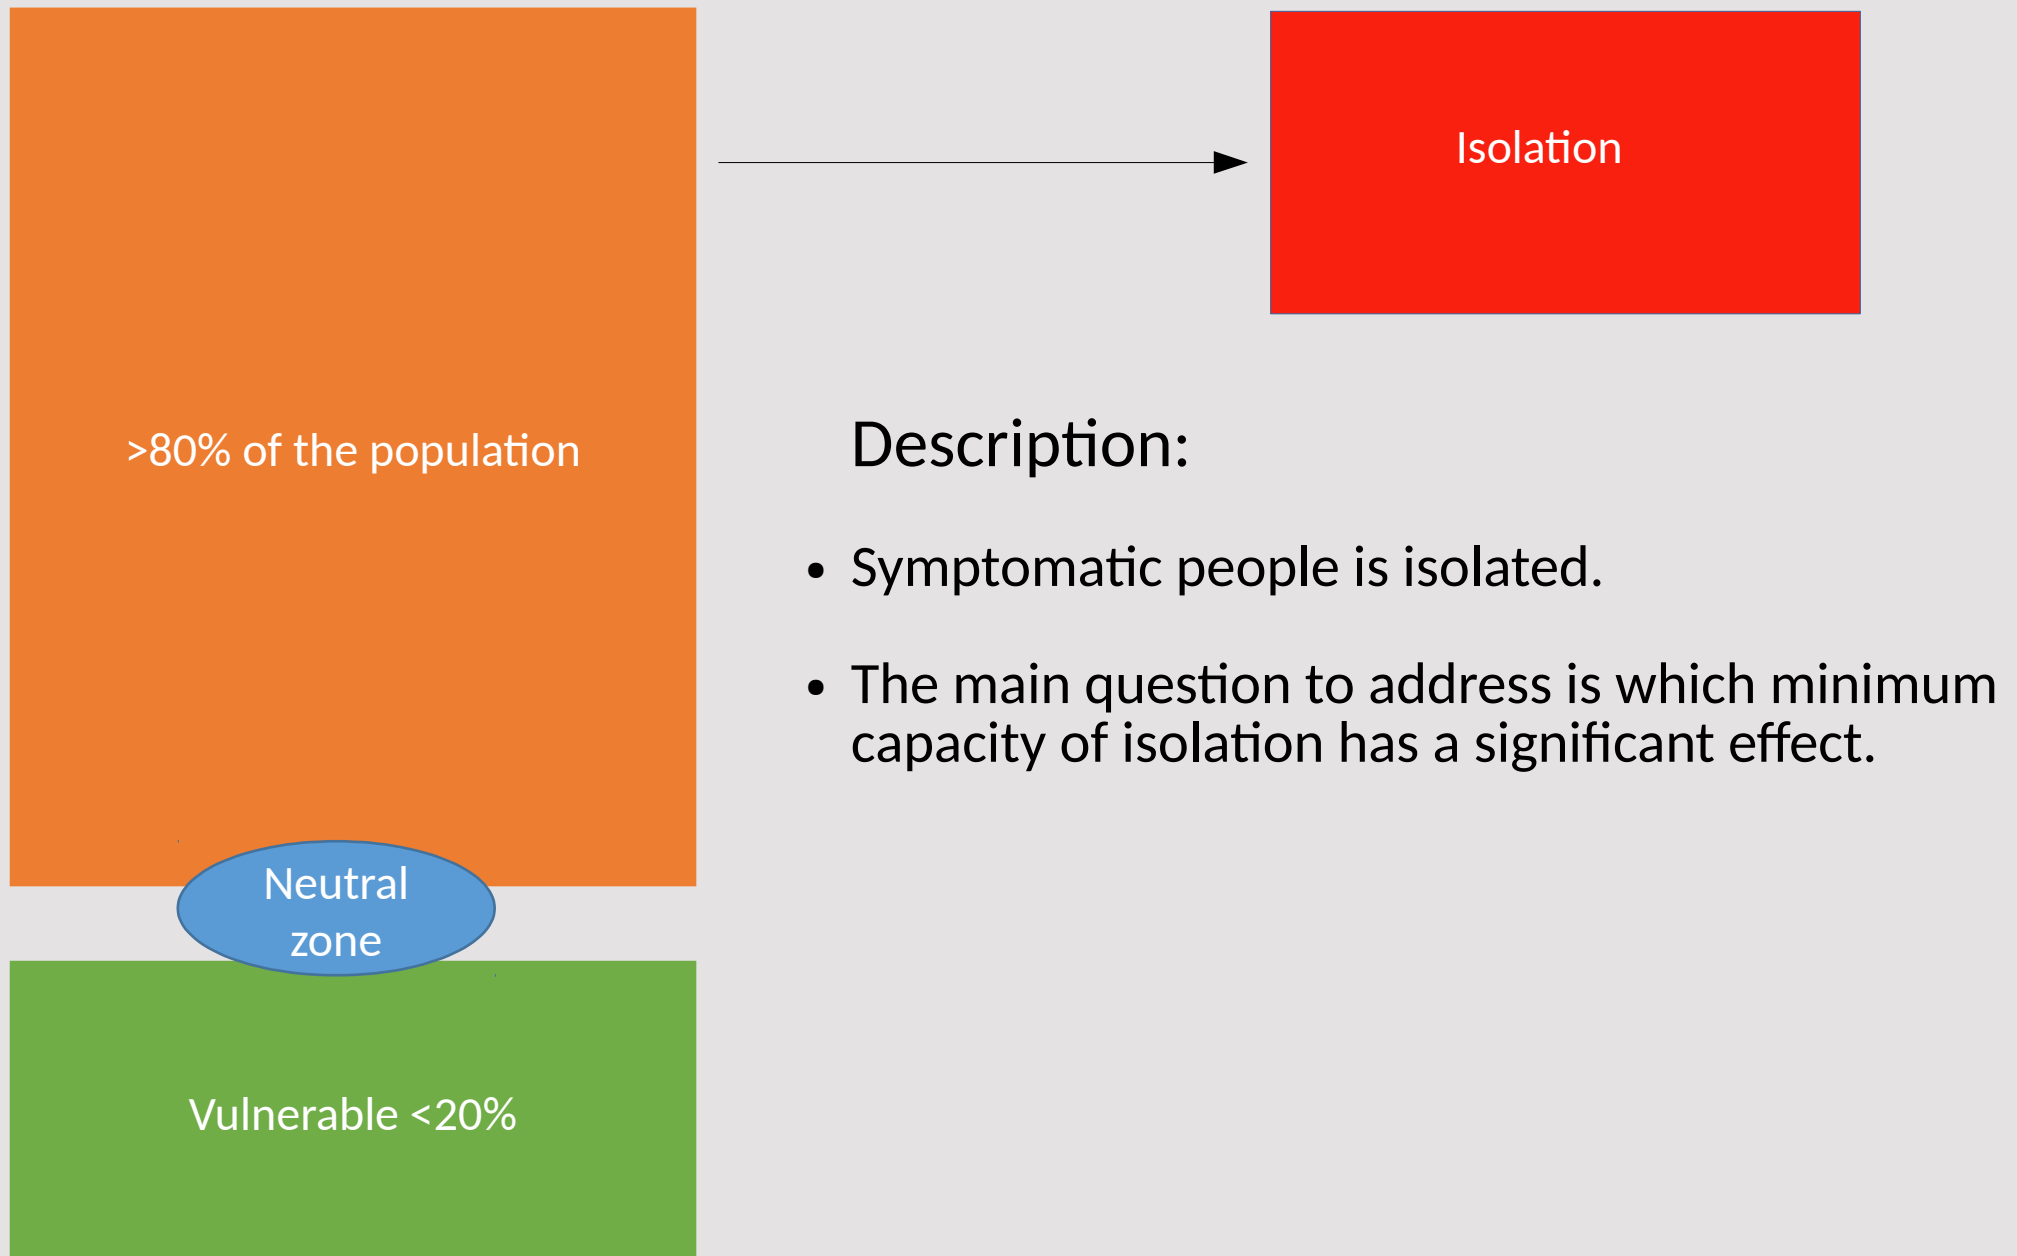 Isolation
>80% of the population
Description:
• Symptomatic people is isolated.
• The main question to address is which minimum
capacity of isolation has a significant effect.
Neutral
zone
Vulnerable <20%